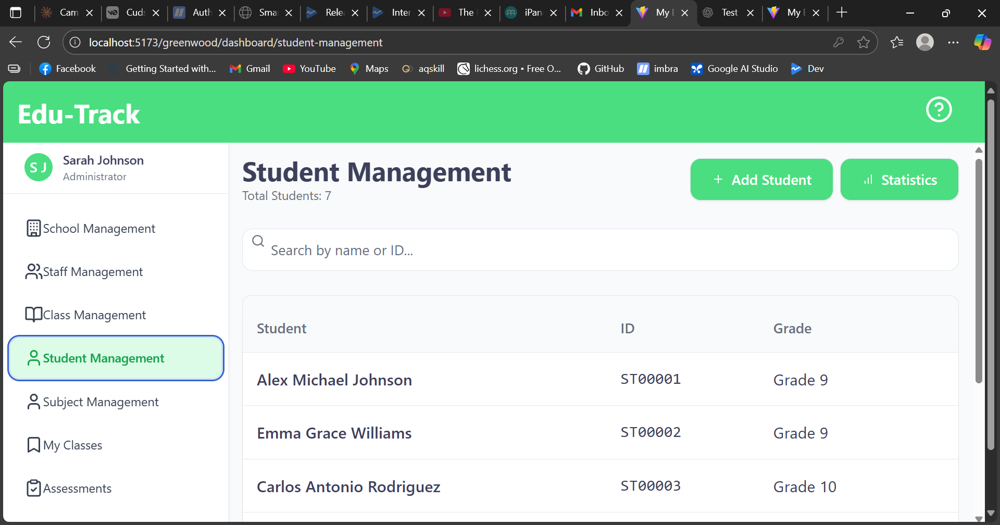 Cam
Cuds
Auth
Sma
Relea
Inter
The
iPan
Inbo
My
Test
My
localhost:5173/greenwood/dashboard/student-management
Facebook
Getting Started with...
Gmail
YouTube
Maps
aqskill
lichess.org • Free O...
GitHub
imbra
Google AI Studio
Dev
Edu-Track
S J
Sarah Johnson
Administrator
School Management
Staff Management
Class Management
Student Management
Subject Management
My Classes
Assessments
Student Management
Total Students: 7
+ Add Student
Statistics
Search by name or ID...
Student ID Grade
Alex Michael Johnson ST00001 Grade 9
Emma Grace Williams ST00002 Grade 9
Carlos Antonio Rodriguez ST00003 Grade 10